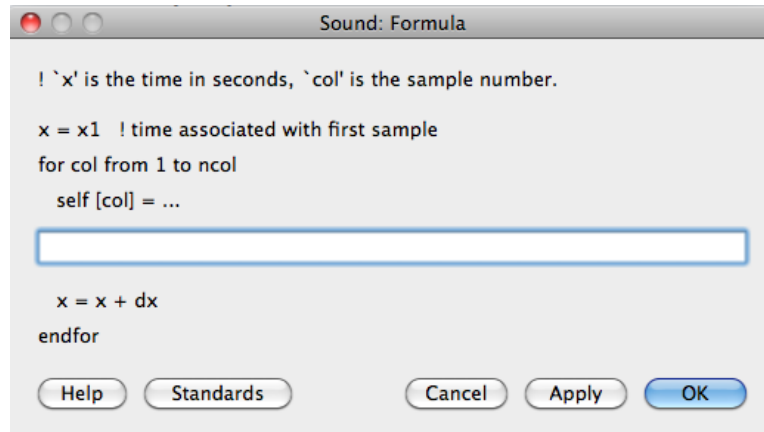 Sound: Formula
! `x' is the time in seconds, `col' is the sample number.
x = x1   ! time associated with first sample
for col from 1 to ncol
self [col] = ...
x = x + dx
endfor
Help Standards Cancel Apply OK